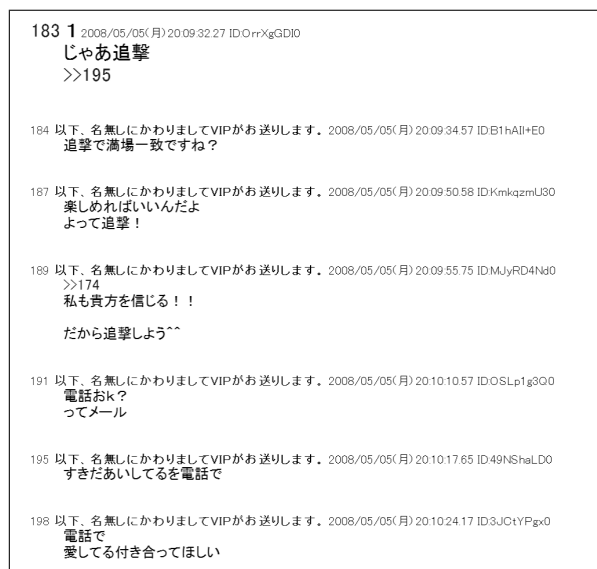 183 1 2008/05/05(月) 20:09:32.27 ID:OrrXgGDI0
じゃあ追撃
>>195
184 以下、名無しにかわりましてVIPがお送りします。 2008/05/05(月) 20:09:34.57 ID:B1hAIl+E0
追撃で満場一致ですね？
187 以下、名無しにかわりましてVIPがお送りします。 2008/05/05(月) 20:09:50.58 ID:KmkqzmU30
楽しめればいいんだよ
よって追撃！
189 以下、名無しにかわりましてVIPがお送りします。 2008/05/05(月) 20:09:55.75 ID:MJyRD4Nd0
>>174
私も貴方を信じる！！
だから追撃しよう^^
191 以下、名無しにかわりましてVIPがお送りします。 2008/05/05(月) 20:10:10.57 ID:OSLp1g3Q0
電話おk？
ってメール
195 以下、名無しにかわりましてVIPがお送りします。 2008/05/05(月) 20:10:17.65 ID:49NShaLD0
すきだあいしてるを電話で
198 以下、名無しにかわりましてVIPがお送りします。 2008/05/05(月) 20:10:24.17 ID:3JCtYPgx0
電話で
愛してる付き合ってほしい